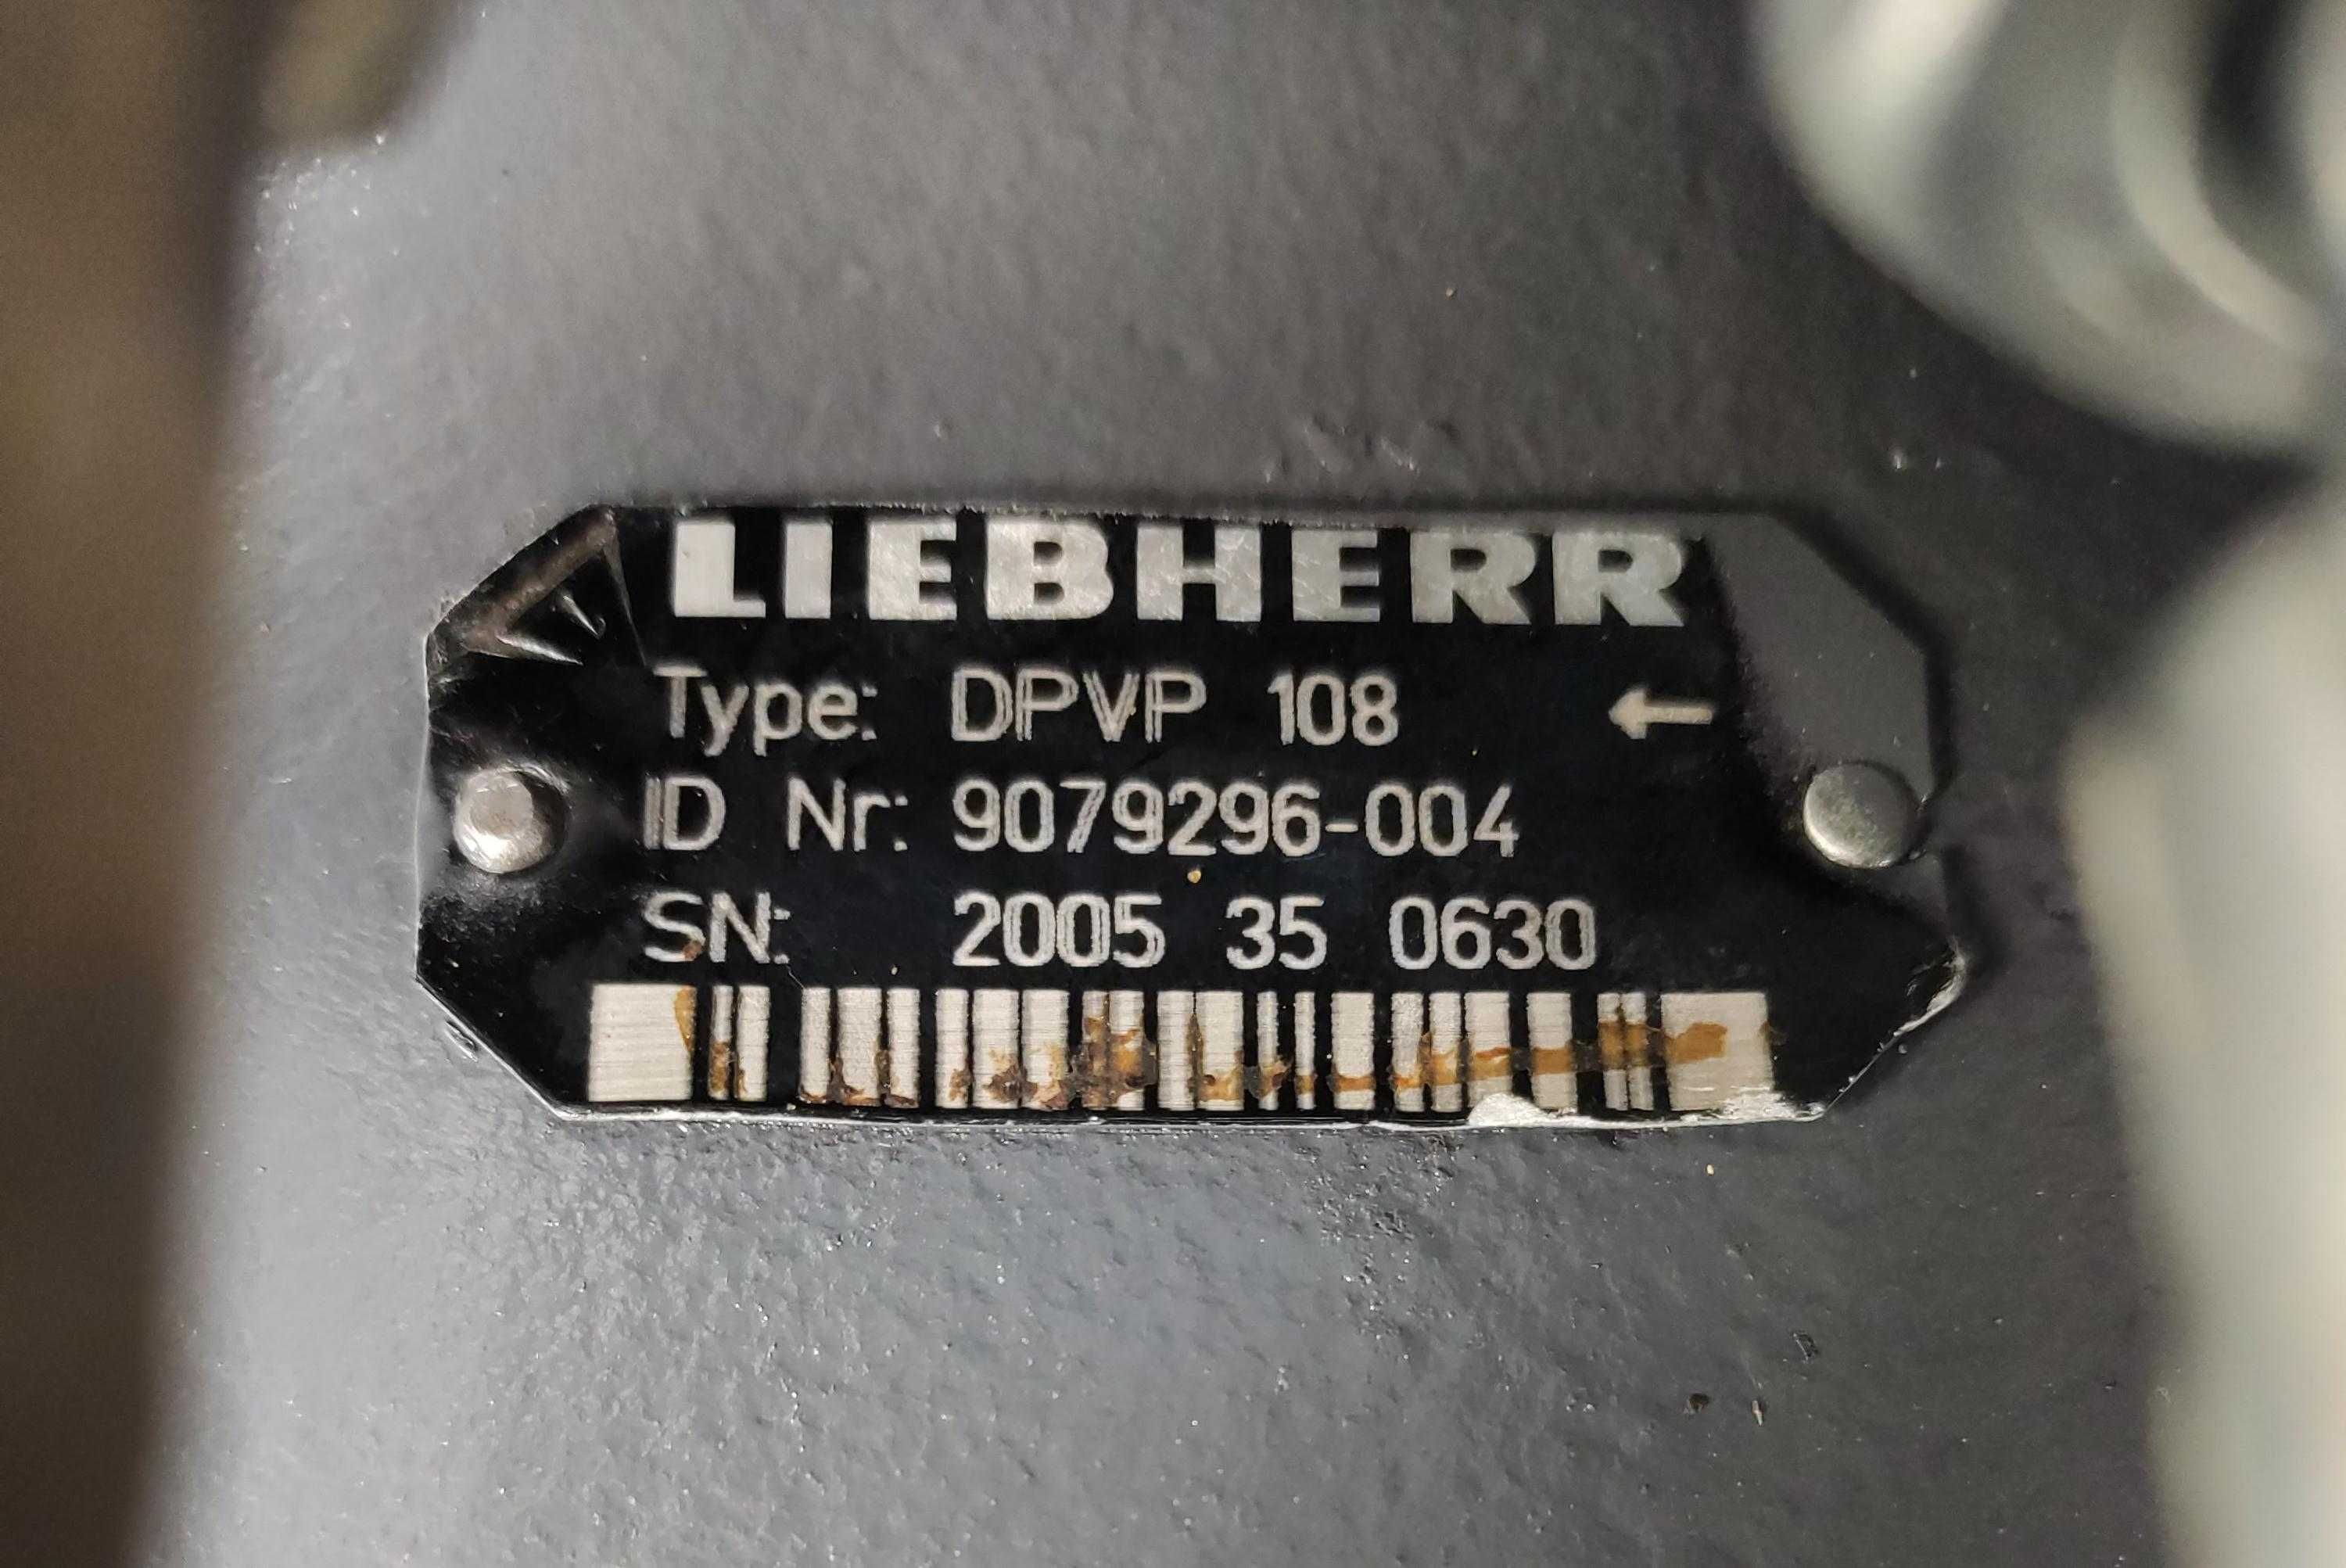 LIEBHERR
Type: DPVP 108 ←
ID Nr: 9079296-004
SN: 2005 35 0630